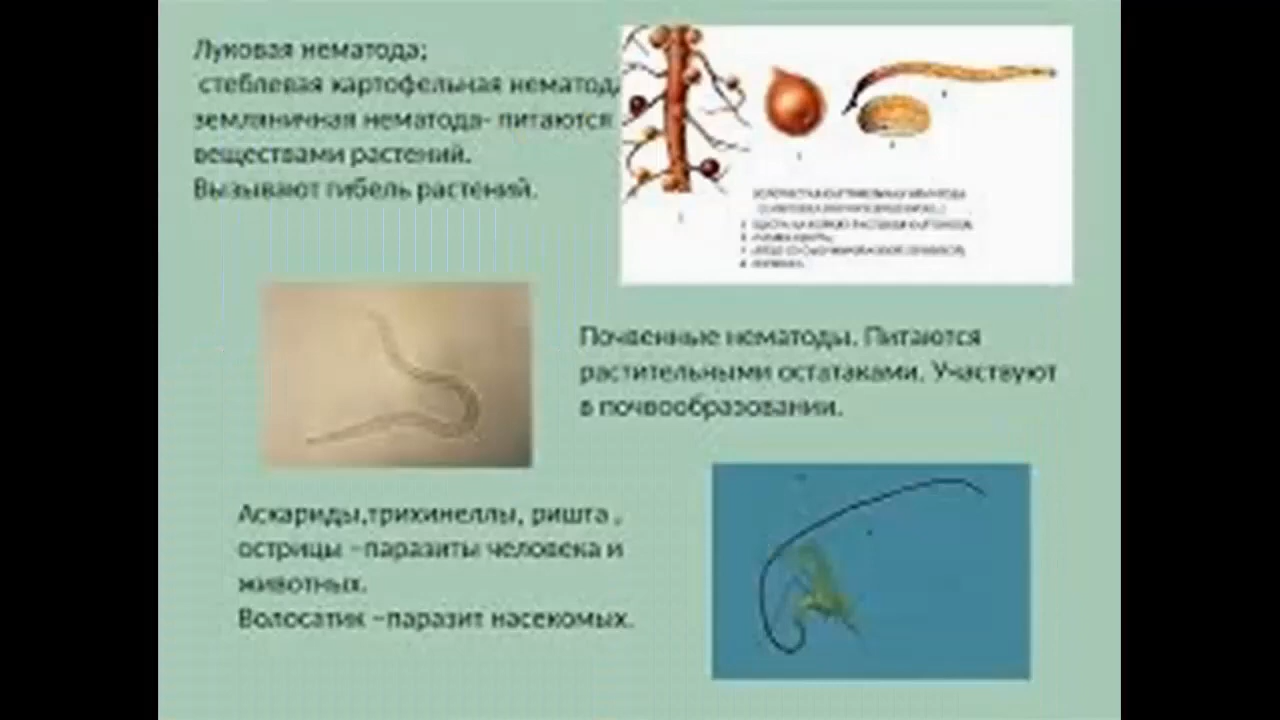 Луковая нематода;
стеблевая картофельная нематода
земляничная нематода- питаются
веществами растений.
Вызывают гибель растений.
Почвенные нематоды. Питаются
растительными остатаками. Участвуют
в почвообразовании.
Аскариды,трихинеллы, ришта ,
острицы –паразиты человека и
животных.
Волосатик –паразит насекомых.